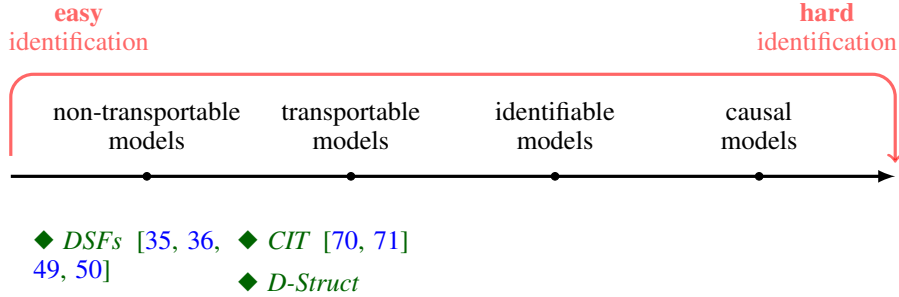 easy
identification
hard
identification
non-transportable
models
transportable
models
identifiable
models
causal
models
◆ DSFs [35, 36,
49, 50]
◆ CIT [70, 71]
◆ D-Struct